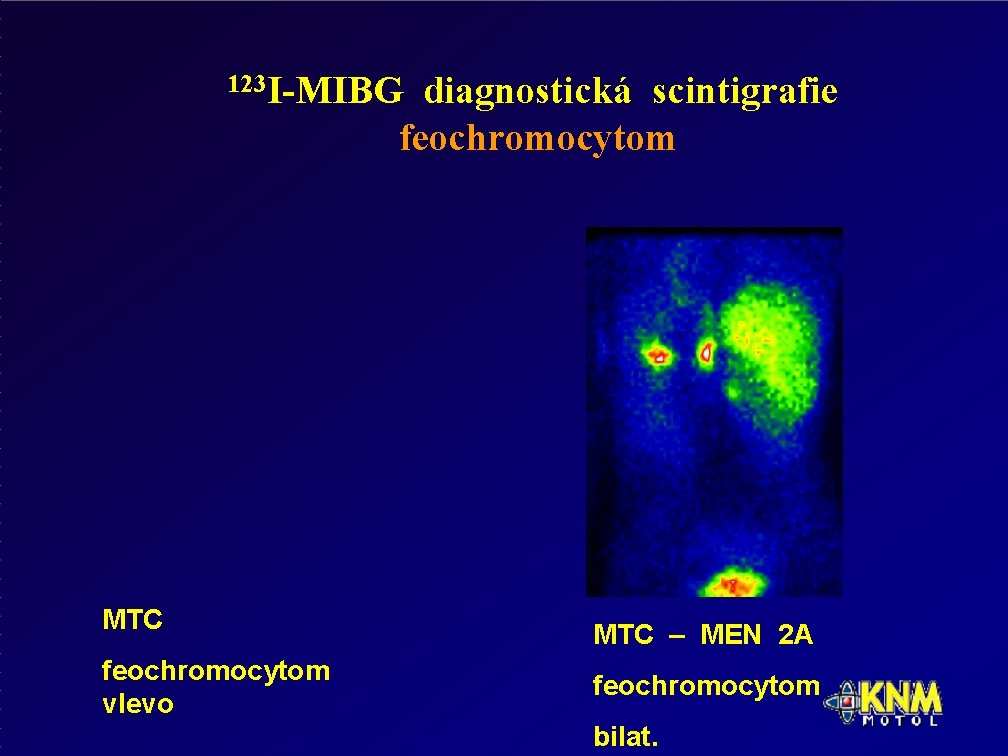 123I-MIBG diagnostická scintigrafie
feochromocytom
MTC
feochromocytom
vlevo
MTC – MEN 2A
feochromocytom
bilat.
KNM
MOTOL